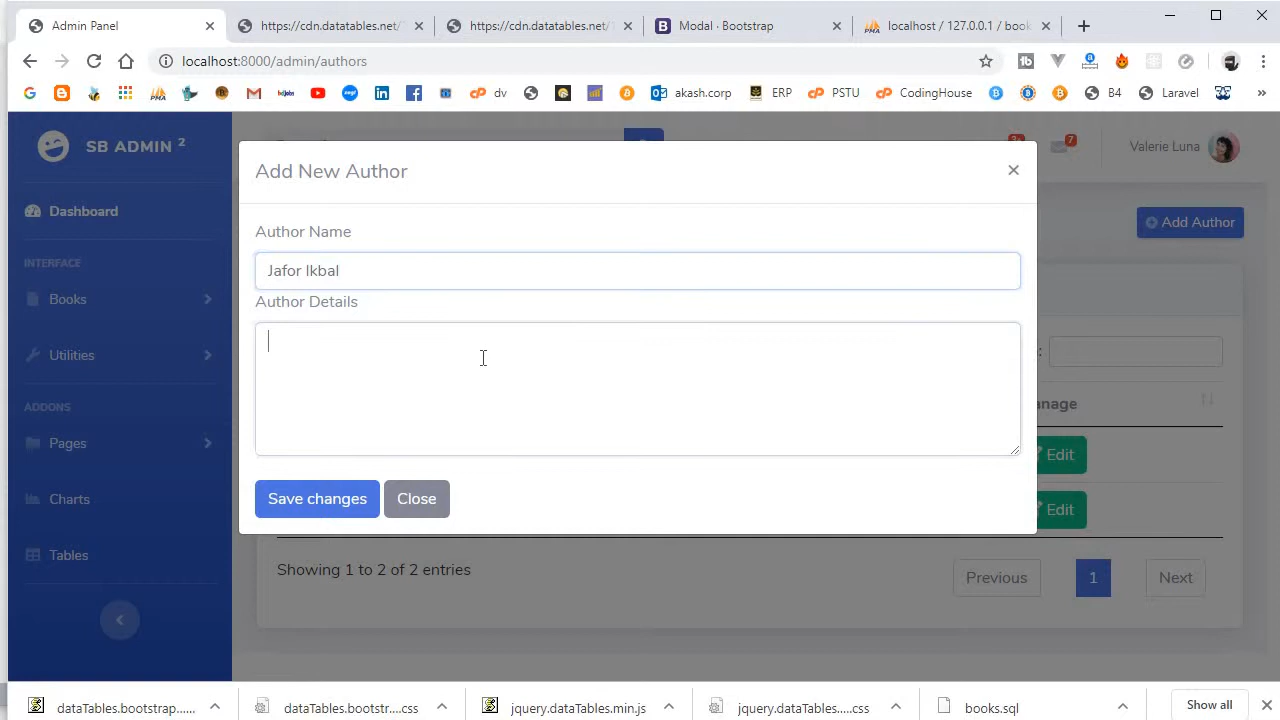 Admin Panel
https://cdn.datatables.net/
https://cdn.datatables.net/
Modal · Bootstrap
localhost / 127.0.0.1 / book
localhost:8000/admin/authors
dv
akash.corp
ERP
PSTU
CodingHouse
B4
Laravel
»
SB ADMIN 2
7
Valerie Luna
Add New Author
×
Dashboard
Add Author
INTERFACE
Author Name
Books
Jafor Ikbal
Author Details
Utilities
:
ADDONS
anage
Pages
Edit
Charts
Save changes
Close
Edit
Tables
Showing 1 to 2 of 2 entries
Previous
1
Next
dataTables.bootstrap......
dataTables.bootstr....css
jquery.dataTables.min.js
jquery.dataTables.....css
books.sql
Show all